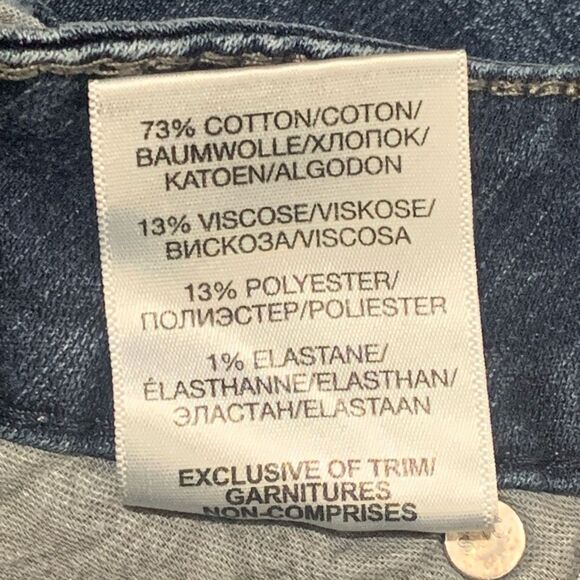 73% COTTON/COTON/
BAUMWOLLE/ХЛОПОК/
KATOEN/ALGODON
13% VISCOSE/VISKOSE/
ВИСКОЗА/VISCOSA
13% POLYESTER/
ПОЛИЭСТЕР/POLIESTER
1% ELASTANE/
ÉLASTHANNE/ELASTHAN/
ЭЛАСТАН/ELASTAAN
EXCLUSIVE OF TRIM/
GARNITURES
NON-COMPRISES